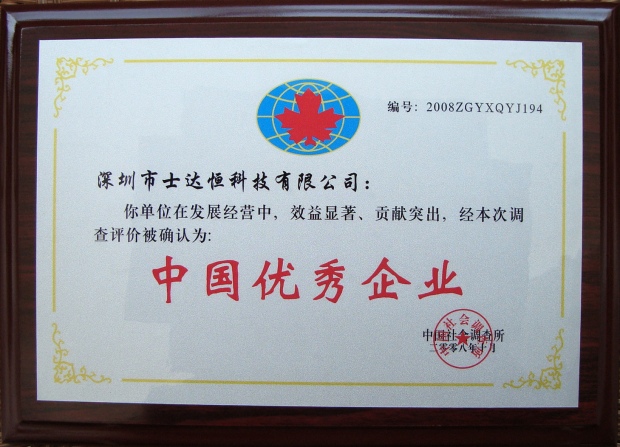 编号：2008ZGYXQYJ194
深圳市士达恒科技有限公司：
你单位在发展经营中，效益显著、贡献突出，经本次调
查评价被确认为：
中国优秀企业
中国社会调查所
二零零八年十月